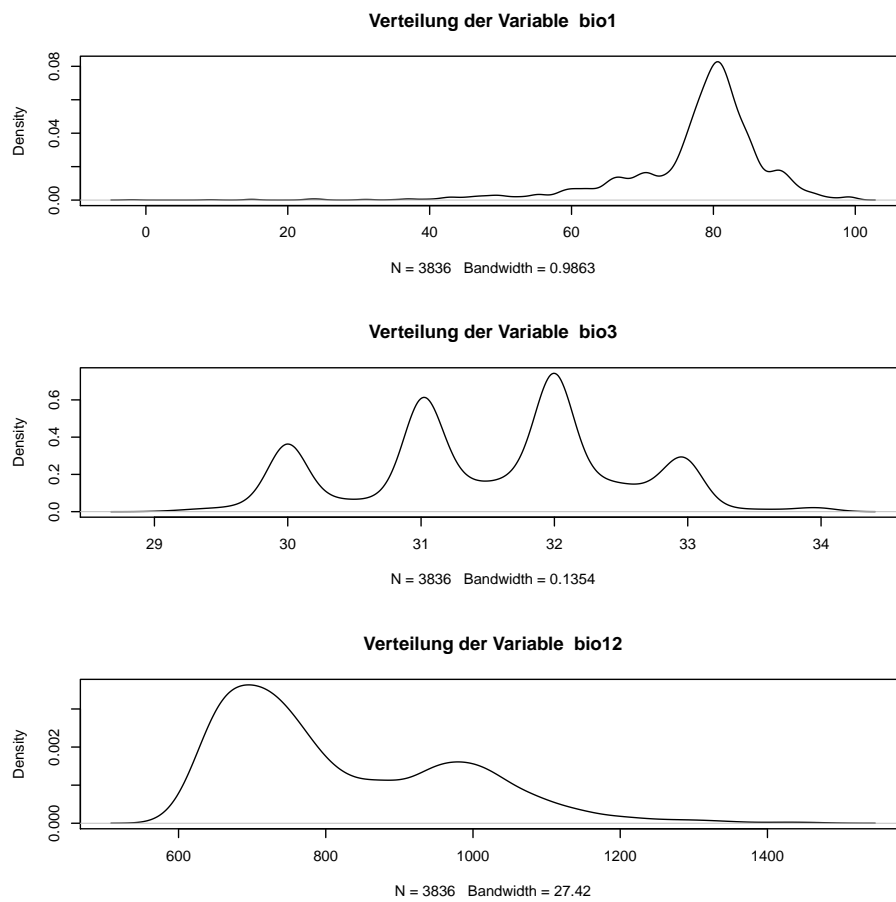 Verteilung der Variable bio1
Density
0.00
0.04
0.08
0
20
40
60
80
100
N = 3836 Bandwidth = 0.9863
Verteilung der Variable bio3
Density
0.0
0.2
0.4
0.6
29
30
31
32
33
34
N = 3836 Bandwidth = 0.1354
Verteilung der Variable bio12
Density
0.000
0.002
600
800
1000
1200
1400
N = 3836 Bandwidth = 27.42